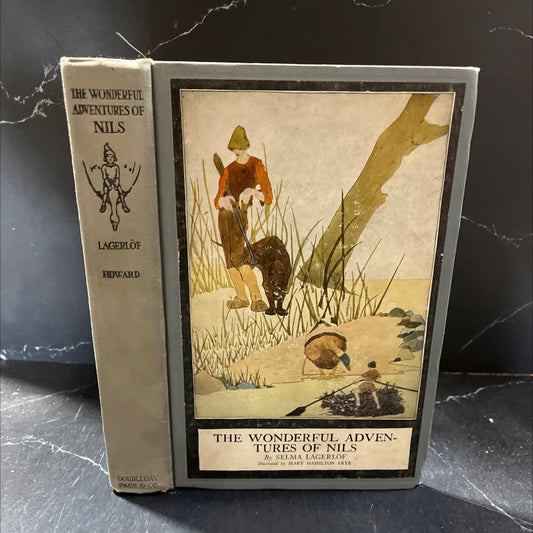 THE WONDERFUL
ADVENTURES OF
NILS
LAGERLÖF
HOWARD
DOUBLEDAY
PAGE & CO.
THE WONDERFUL ADVEN-
TURES OF NILS
By SELMA LAGERLÖF
Illustrated by MARY HAMILTON FRYE